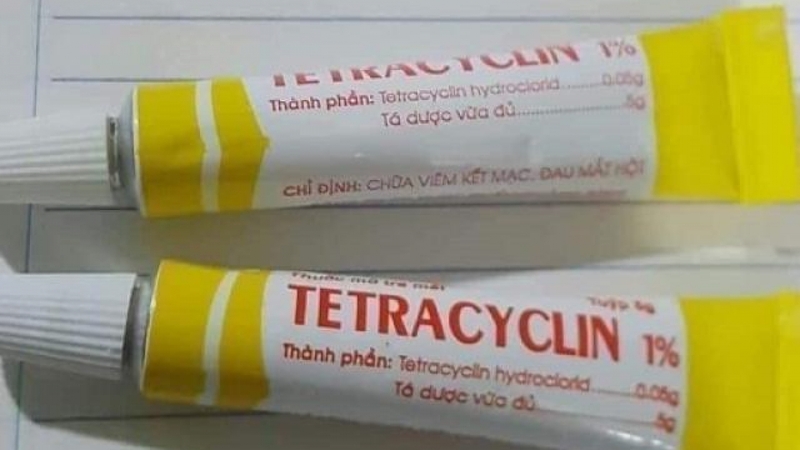 TETRACYCLIN 1%
Thành phần: Tetracyclin hydroclorid..........0.05g
Tá dược vừa đủ....................5g
CHỈ ĐỊNH: CHỮA VIÊM KẾT MẠC, ĐAU MẮT HỘT
Thuốc mỡ tra mắt
Tuýp 5g
TETRACYCLIN 1%
Thành phần: Tetracyclin hydroclorid..........0.05g
Tá dược vừa đủ....................5g